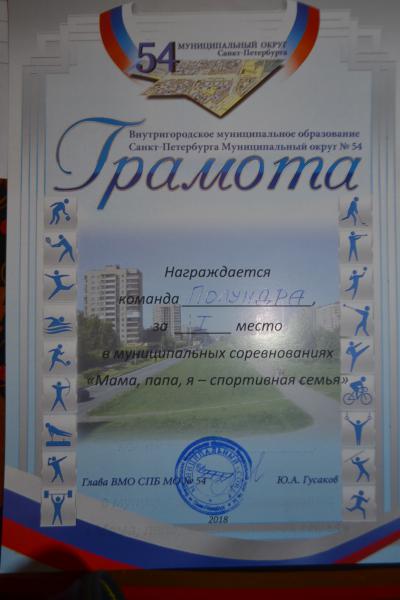 54 МУНИЦИПАЛЬНЫЙ ОКРУГ
Санкт-Петербурга
Внутригородское муниципальное образование
Санкт-Петербурга Муниципальный округ № 54
Грамота
Награждается
команда ПОЛУНДРА,
за I место
в муниципальных соревнованиях
«Мама, папа, я – спортивная семья»
Глава ВМО СПБ МО № 54 Ю.А. Гусаков
2018